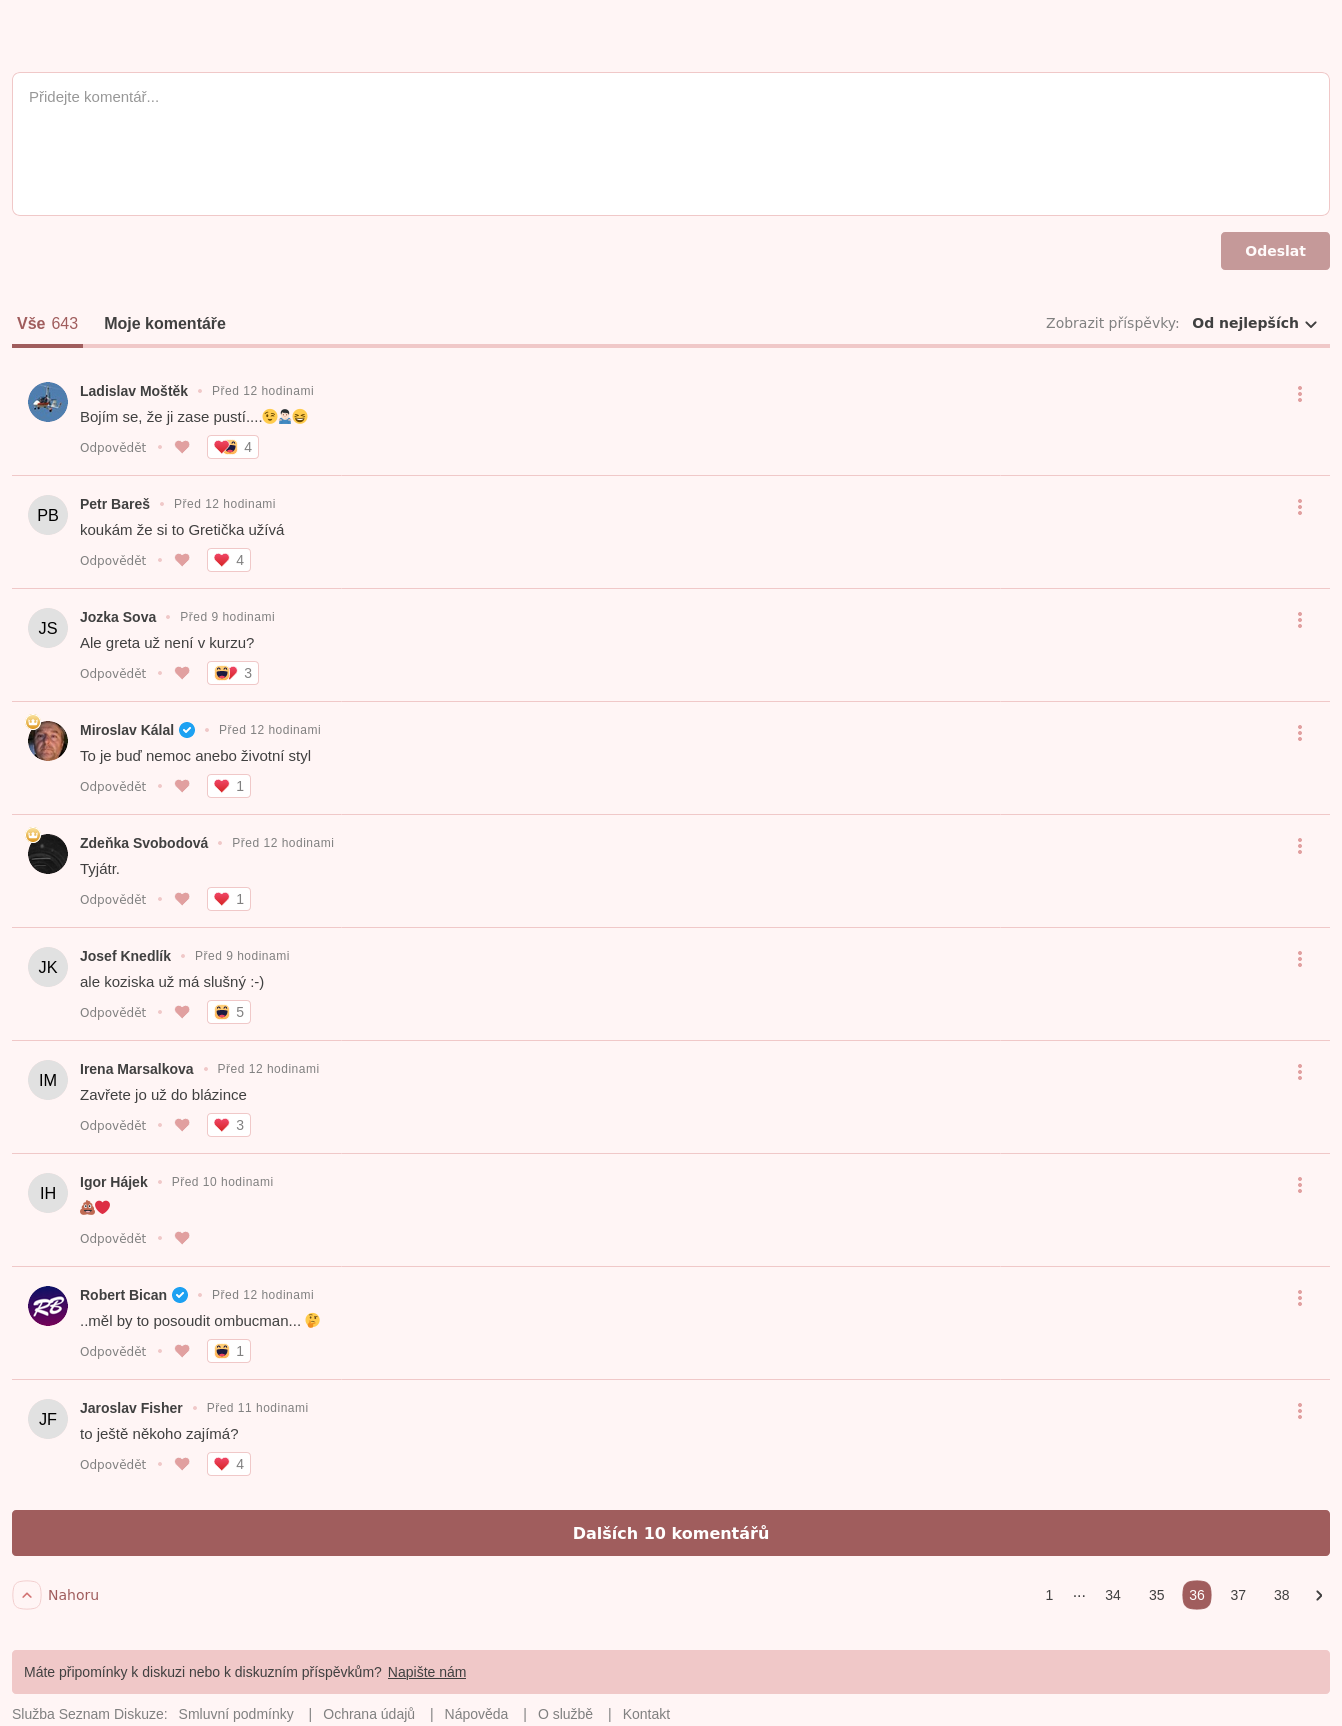 Přidejte komentář...
Odeslat
Vše 643 Moje komentáře Zobrazit příspěvky: Od nejlepších
Ladislav Moštěk • Před 12 hodinami
Bojím se, že ji zase pustí....😉🤷🏻‍♂️😆
Odpovědět • 4
PB Petr Bareš • Před 12 hodinami
koukám že si to Gretička užívá
Odpovědět • 4
JS Jozka Sova • Před 9 hodinami
Ale greta už není v kurzu?
Odpovědět • 3
Miroslav Kálal • Před 12 hodinami
To je buď nemoc anebo životní styl
Odpovědět • 1
Zdeňka Svobodová • Před 12 hodinami
Tyjátr.
Odpovědět • 1
JK Josef Knedlík • Před 9 hodinami
ale koziska už má slušný :-)
Odpovědět • 5
IM Irena Marsalkova • Před 12 hodinami
Zavřete jo už do blázince
Odpovědět • 3
IH Igor Hájek • Před 10 hodinami
💩❤️
Odpovědět •
RB Robert Bican • Před 12 hodinami
..měl by to posoudit ombucman... 🤔
Odpovědět • 1
JF Jaroslav Fisher • Před 11 hodinami
to ještě někoho zajímá?
Odpovědět • 4
Dalších 10 komentářů
Nahoru 1 ... 34 35 36 37 38
Máte připomínky k diskuzi nebo k diskuzním příspěvkům? Napište nám
Služba Seznam Diskuze: Smluvní podmínky | Ochrana údajů | Nápověda | O službě | Kontakt